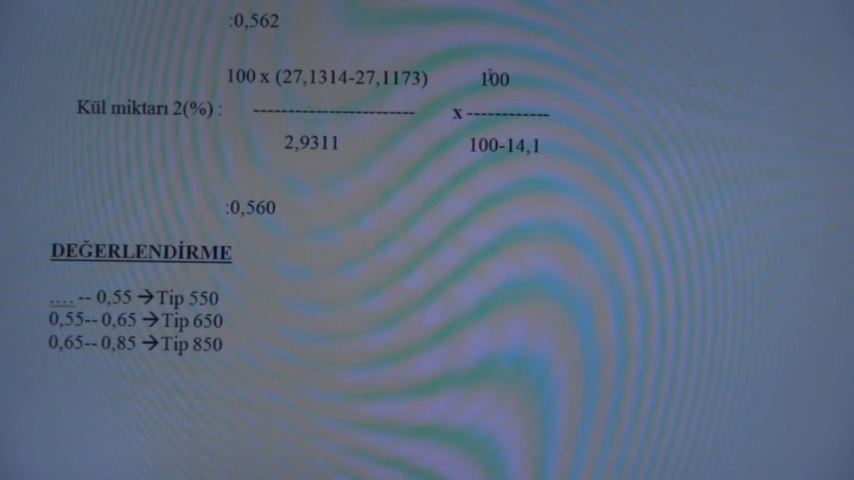 :0,562
100 x (27,1314-27,1173) 100
Kül miktarı 2(%) : ----------------------- x ------------
2,9311 100-14,1
:0,560
DEĞERLENDİRME
.... -- 0,55 →Tip 550
0,55-- 0,65 →Tip 650
0,65-- 0,85 →Tip 850